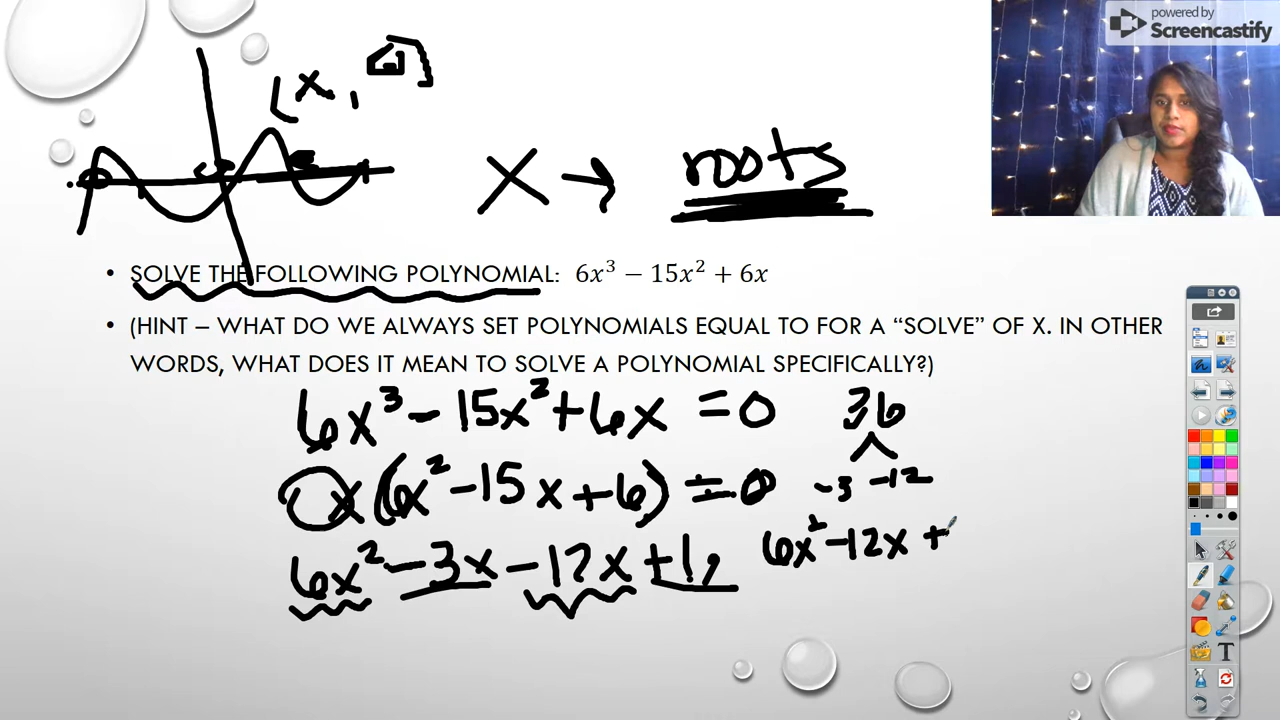 powered by
Screencastify
(x, 0)
x → roots
• SOLVE THE FOLLOWING POLYNOMIAL: 6x³ − 15x² + 6x
• (HINT – WHAT DO WE ALWAYS SET POLYNOMIALS EQUAL TO FOR A “SOLVE” OF X. IN OTHER
WORDS, WHAT DOES IT MEAN TO SOLVE A POLYNOMIAL SPECIFICALLY?)
6x³ - 15x² + 6x = 0
36
x(6x² - 15x + 6) = 0
-3 -12
6x² - 3x - 12x + 6
6x² - 12x +
T